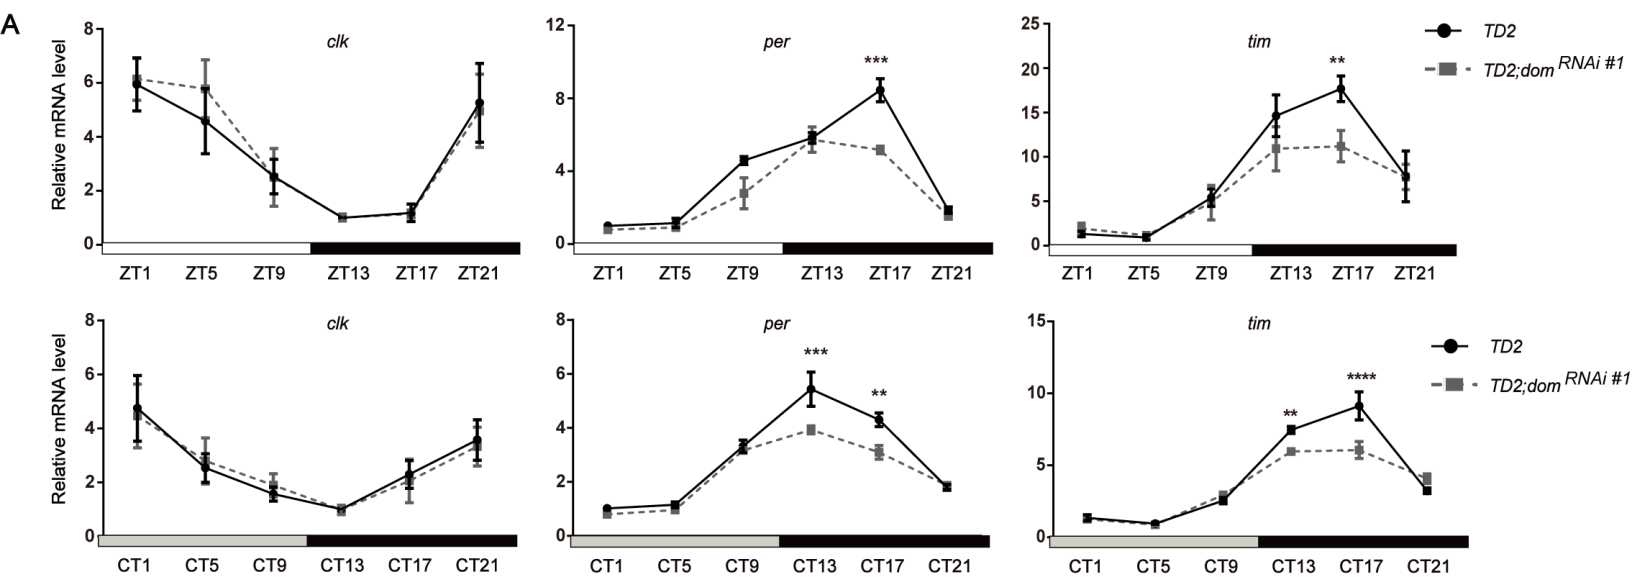 A
clk
per
tim
TD2
TD2;dom RNAi #1
Relative mRNA level
8
6
4
2
0
ZT1 ZT5 ZT9 ZT13 ZT17 ZT21
12
8
4
0
***
ZT1 ZT5 ZT9 ZT13 ZT17 ZT21
25
20
15
10
5
0
**
ZT1 ZT5 ZT9 ZT13 ZT17 ZT21
clk
per
tim
TD2
TD2;dom RNAi #1
Relative mRNA level
8
6
4
2
0
CT1 CT5 CT9 CT13 CT17 CT21
8
6
4
2
0
***
**
CT1 CT5 CT9 CT13 CT17 CT21
15
10
5
0
**
****
CT1 CT5 CT9 CT13 CT17 CT21